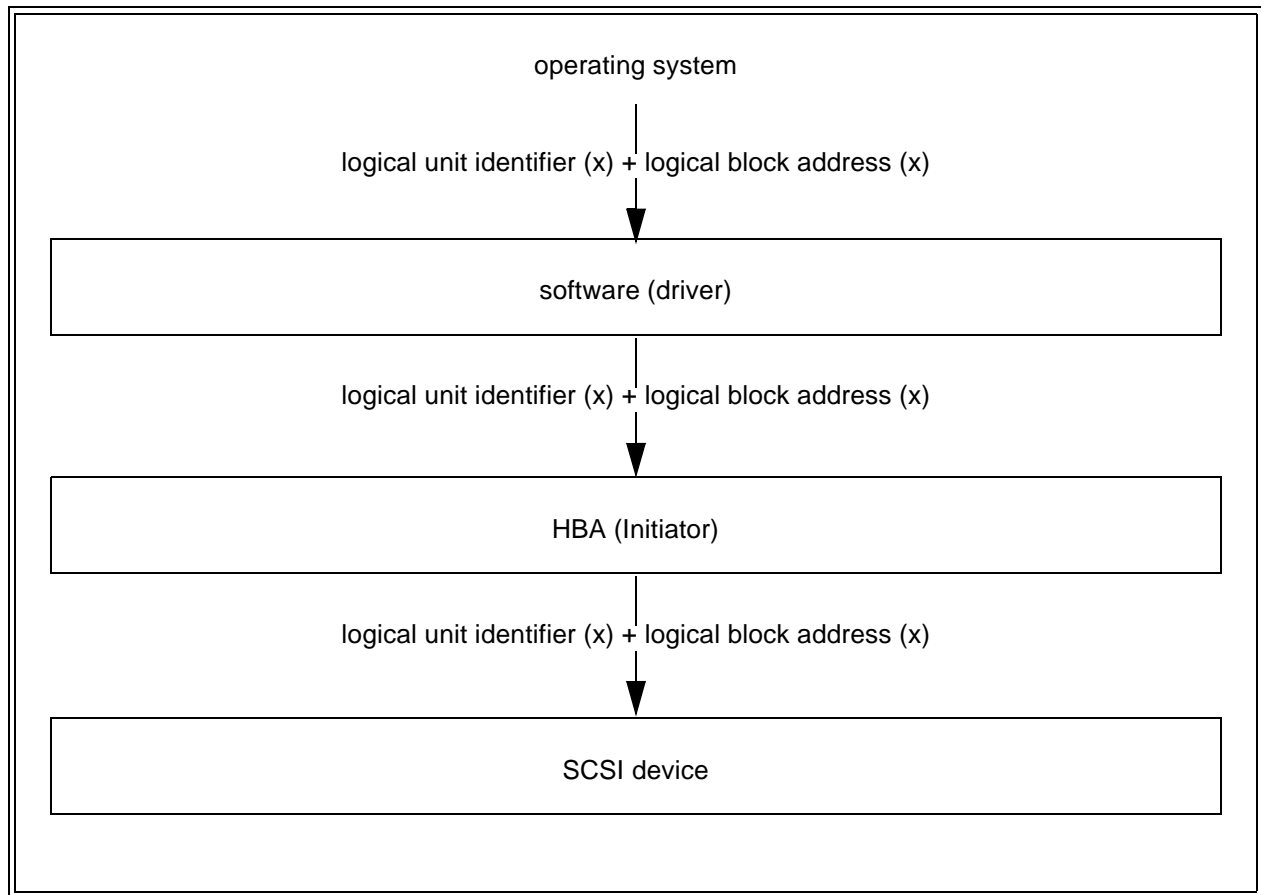 operating system
logical unit identifier (x) + logical block address (x)
software (driver)
logical unit identifier (x) + logical block address (x)
HBA (Initiator)
logical unit identifier (x) + logical block address (x)
SCSI device